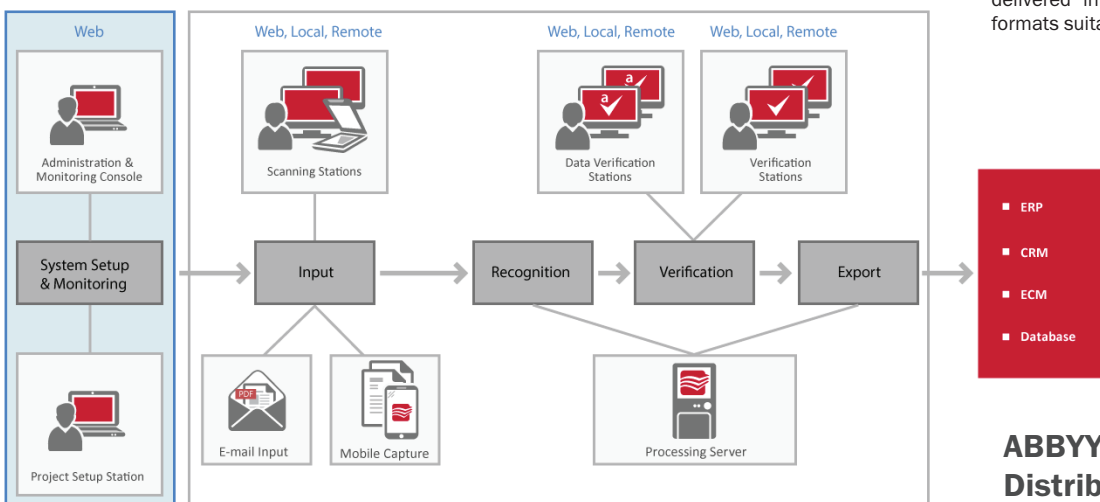 delivered in
formats suita
Web
Web, Local, Remote
Web, Local, Remote
Web, Local, Remote
a
a
Administration &
Monitoring Console
Scanning Stations
Data Verification
Stations
Verification
Stations
System Setup
& Monitoring
Input
Recognition
Verification
Export
ERP
CRM
ECM
Database
PDF
E-mail Input
Mobile Capture
Processing Server
Project Setup Station
ABBYY
Distrib